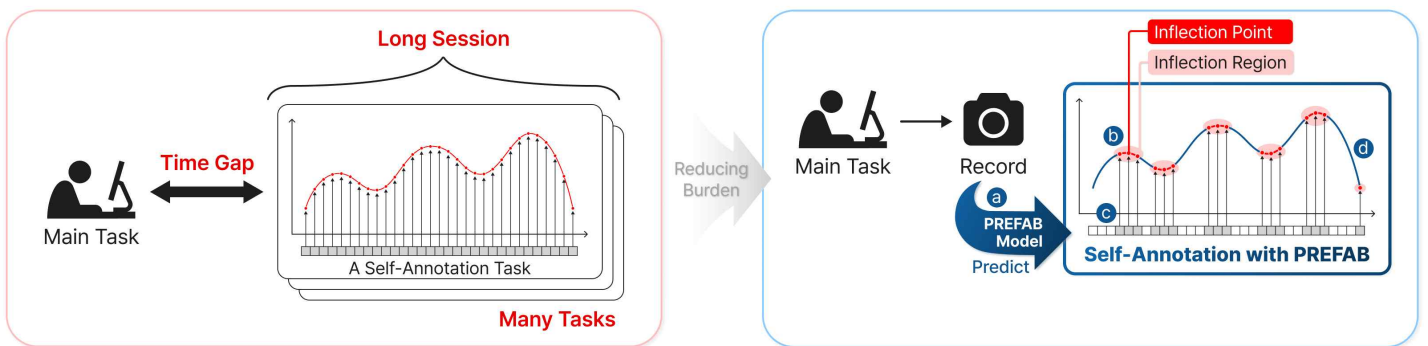 Long Session
Time Gap
Main Task
A Self-Annotation Task
Many Tasks
Reducing
Burden
Main Task
Record
a
PREFAB
Model
Predict
Inflection Point
Inflection Region
b
d
c
Self-Annotation with PREFAB